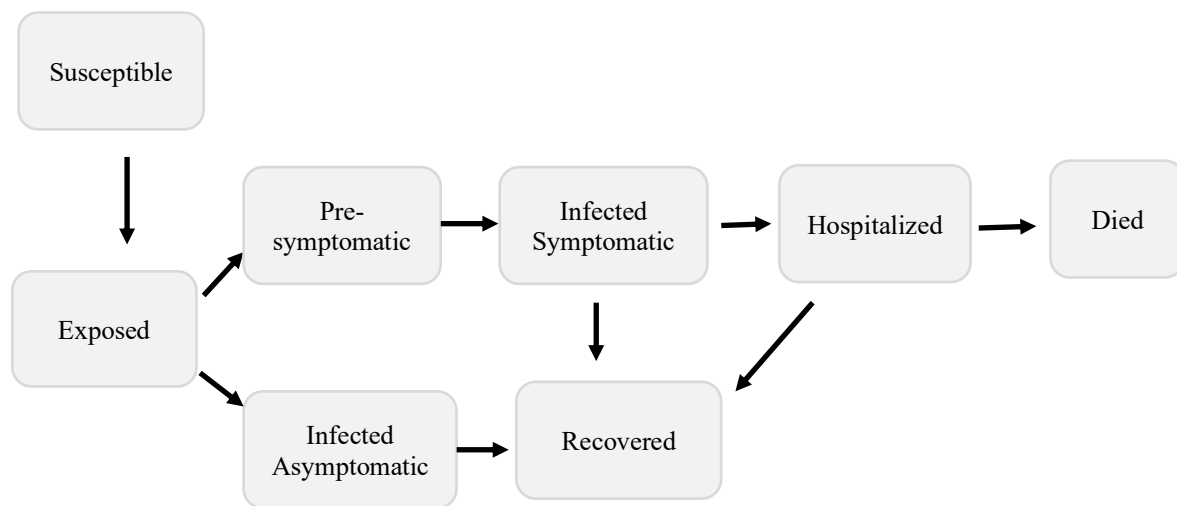 Susceptible
Pre-
symptomatic
Infected
Symptomatic
Hospitalized
Died
Exposed
Infected
Asymptomatic
Recovered